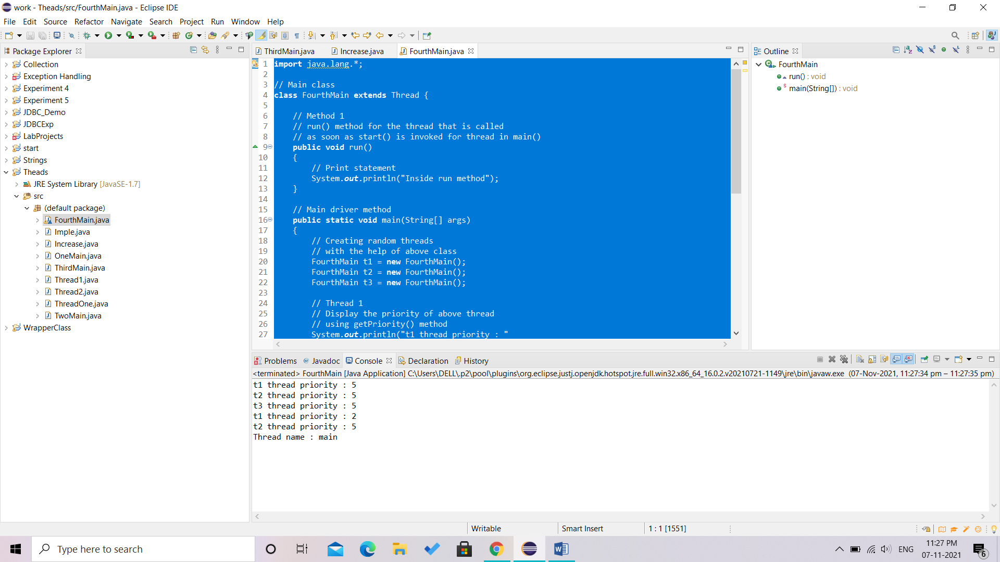 work - Theads/src/FourthMain.java - Eclipse IDE
File Edit Source Refactor Navigate Search Project Run Window Help
Package Explorer
Collection
Exception Handling
Experiment 4
Experiment 5
JDBC_Demo
JDBCExp
LabProjects
start
Strings
Theads
JRE System Library [JavaSE-1.7]
src
(default package)
FourthMain.java
Imple.java
Increase.java
OneMain.java
ThirdMain.java
Thread1.java
Thread2.java
ThreadOne.java
TwoMain.java
WrapperClass
ThirdMain.java Increase.java FourthMain.java
1 import java.lang.*;
2
3 // Main class
4 class FourthMain extends Thread {
5
6 // Method 1
7 // run() method for the thread that is called
8 // as soon as start() is invoked for thread in main()
9 public void run()
10 {
11 // Print statement
12 System.out.println("Inside run method");
13 }
14
15 // Main driver method
16 public static void main(String[] args)
17 {
18 // Creating random threads
19 // with the help of above class
20 FourthMain t1 = new FourthMain();
21 FourthMain t2 = new FourthMain();
22 FourthMain t3 = new FourthMain();
23
24 // Thread 1
25 // Display the priority of above thread
26 // using getPriority() method
27 System.out.println("t1 thread priority : "
Outline
FourthMain
run() : void
main(String[]) : void
Problems Javadoc Console Declaration History
<terminated> FourthMain [Java Application] C:\Users\DELL\.p2\pool\plugins\org.eclipse.justj.openjdk.hotspot.jre.full.win32.x86_64_16.0.2.v20210721-1149\jre\bin\javaw.exe (07-Nov-2021, 11:27:34 pm – 11:27:35 pm)
t1 thread priority : 5
t2 thread priority : 5
t3 thread priority : 5
t1 thread priority : 2
t2 thread priority : 5
Thread name : main
Writable Smart Insert 1 : 1 [1551]
Type here to search
ENG
11:27 PM
07-11-2021
6